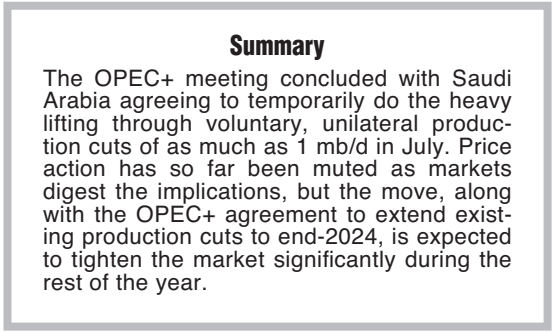 Summary
The OPEC+ meeting concluded with Saudi
Arabia agreeing to temporarily do the heavy
lifting through voluntary, unilateral produc-
tion cuts of as much as 1 mb/d in July. Price
action has so far been muted as markets
digest the implications, but the move, along
with the OPEC+ agreement to extend exist-
ing production cuts to end-2024, is expected
to tighten the market significantly during the
rest of the year.